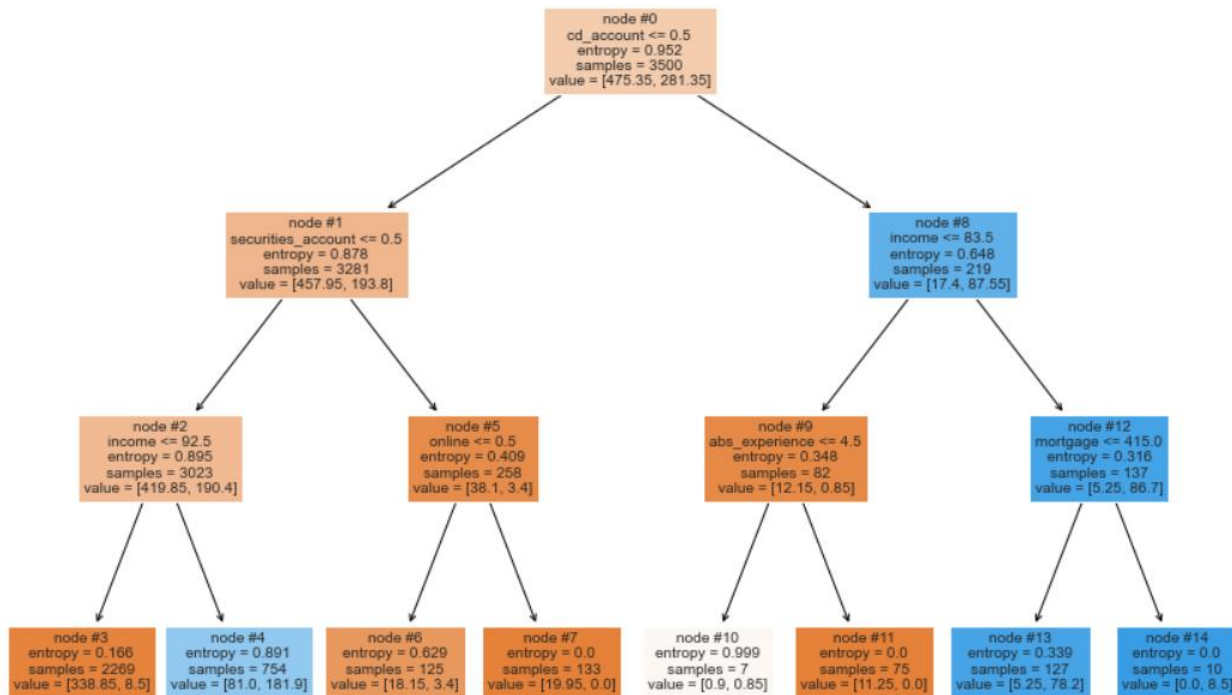 node #0
cd_account <= 0.5
entropy = 0.952
samples = 3500
value = [475.35, 281.35]
node #1
securities_account <= 0.5
entropy = 0.878
samples = 3281
value = [457.95, 193.8]
node #8
income <= 83.5
entropy = 0.648
samples = 219
value = [17.4, 87.55]
node #2
income <= 92.5
entropy = 0.895
samples = 3023
value = [419.85, 190.4]
node #5
online <= 0.5
entropy = 0.409
samples = 258
value = [38.1, 3.4]
node #9
abs_experience <= 4.5
entropy = 0.348
samples = 82
value = [12.15, 0.85]
node #12
mortgage <= 415.0
entropy = 0.316
samples = 137
value = [5.25, 86.7]
node #3
entropy = 0.166
samples = 2269
value = [338.85, 8.5]
node #4
entropy = 0.891
samples = 754
value = [81.0, 181.9]
node #6
entropy = 0.629
samples = 125
value = [18.15, 3.4]
node #7
entropy = 0.0
samples = 133
value = [19.95, 0.0]
node #10
entropy = 0.999
samples = 7
value = [0.9, 0.85]
node #11
entropy = 0.0
samples = 75
value = [11.25, 0.0]
node #13
entropy = 0.339
samples = 127
value = [5.25, 78.2]
node #14
entropy = 0.0
samples = 10
value = [0.0, 8.5]